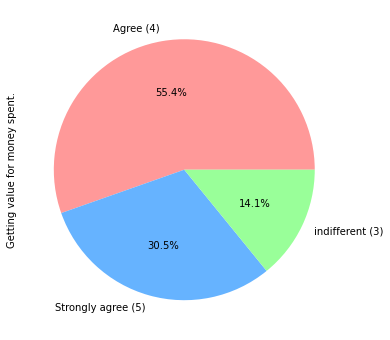 Agree (4)
55.4%
Getting value for money spent.
14.1%
indifferent (3)
30.5%
Strongly agree (5)